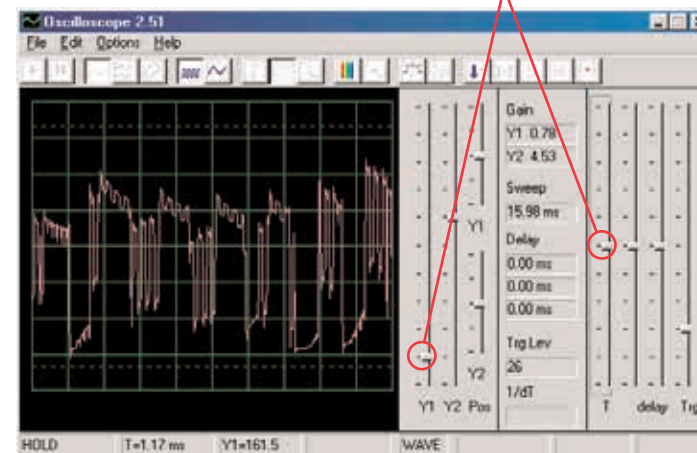 Oscilloscope 2.51
File Edit Options Help
Gain
Y1 0.78
Y2 4.53
Sweep
15.98 ms
Delay
0.00 ms
0.00 ms
0.00 ms
Trg Lev
26
1/dT
Y1
Y2
Y1 Y2 Pos
T delay Trg
HOLD T=1.17 ms Y1=161.5 WAVE